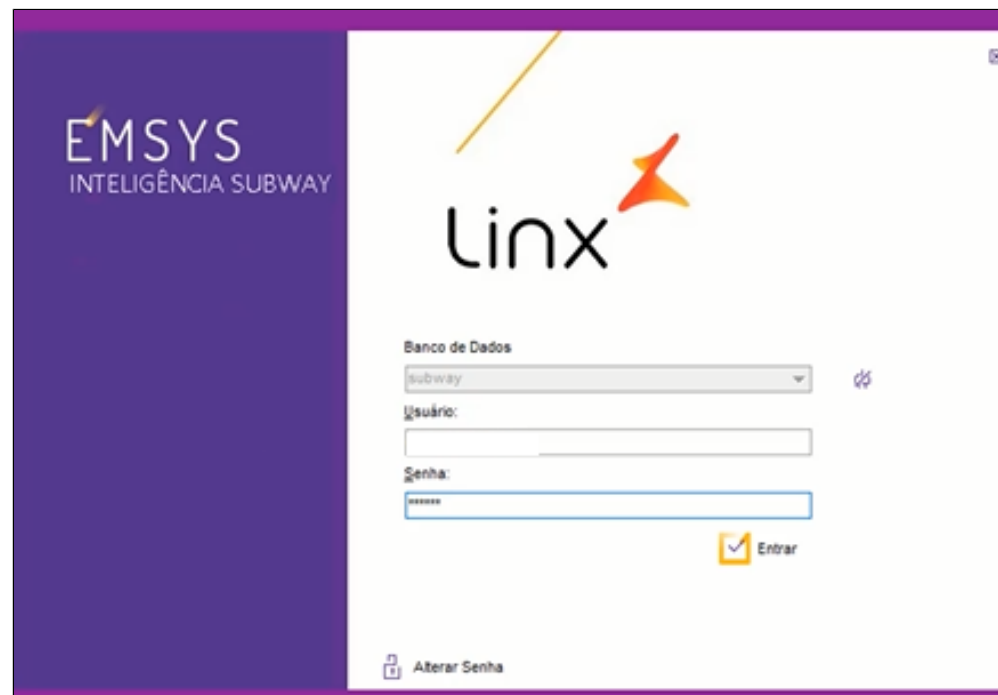 EMSYS
INTELIGÊNCIA SUBWAY
Linx
Banco de Dados
subway
Usuário:
Senha:
******
Entrar
Alterar Senha